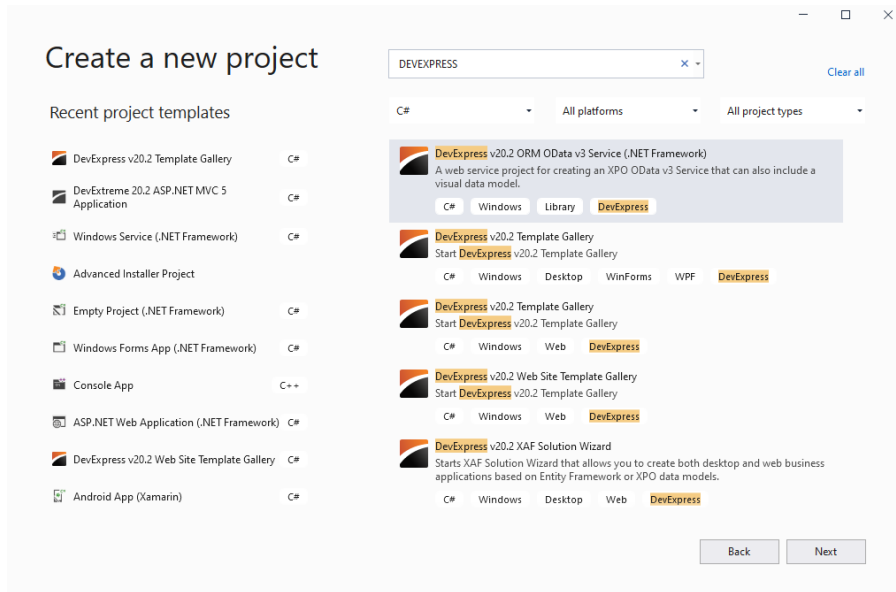 Create a new project
DEVEXPRESS
Clear all
Recent project templates
C#
All platforms
All project types
DevExpress v20.2 Template Gallery C#
DevExtreme 20.2 ASP.NET MVC 5
Application C#
Windows Service (.NET Framework) C#
Advanced Installer Project
Empty Project (.NET Framework) C#
Windows Forms App (.NET Framework) C#
Console App C++
ASP.NET Web Application (.NET Framework) C#
DevExpress v20.2 Web Site Template Gallery C#
Android App (Xamarin) C#
DevExpress v20.2 ORM OData v3 Service (.NET Framework)
A web service project for creating an XPO OData v3 Service that can also include a
visual data model.
C# Windows Library DevExpress
DevExpress v20.2 Template Gallery
Start DevExpress v20.2 Template Gallery
C# Windows Desktop WinForms WPF DevExpress
DevExpress v20.2 Template Gallery
Start DevExpress v20.2 Template Gallery
C# Windows Web DevExpress
DevExpress v20.2 Web Site Template Gallery
Start DevExpress v20.2 Template Gallery
C# Windows Web DevExpress
DevExpress v20.2 XAF Solution Wizard
Starts XAF Solution Wizard that allows you to create both desktop and web business
applications based on Entity Framework or XPO data models.
C# Windows Desktop Web DevExpress
Back
Next